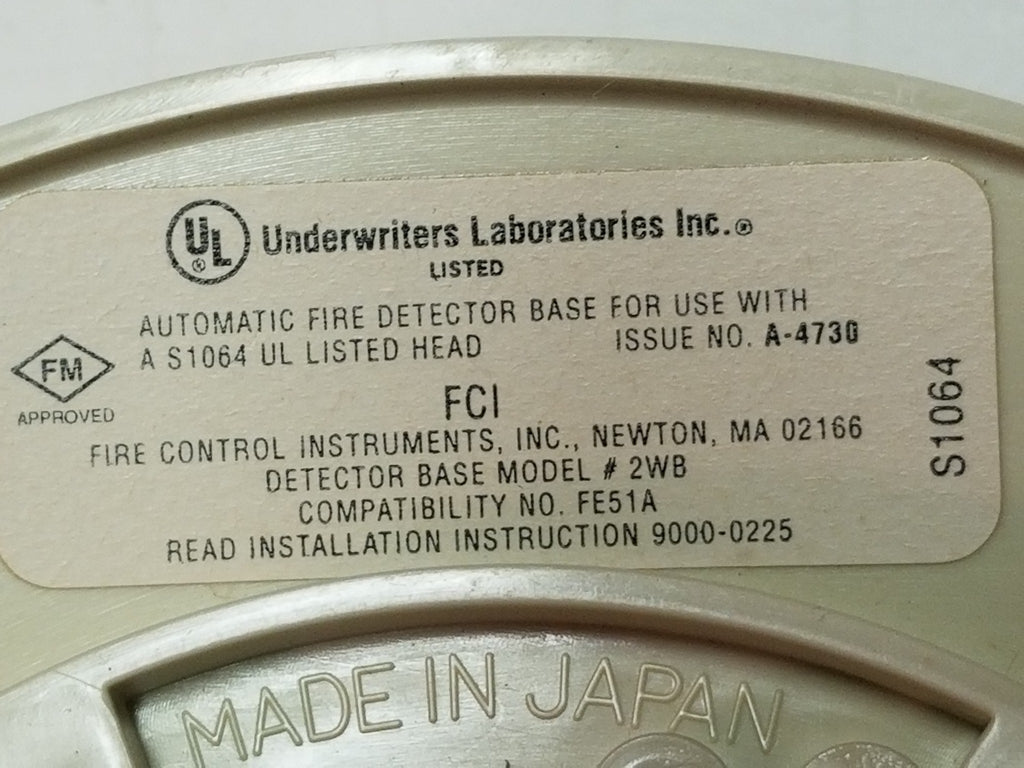 UL ® Underwriters Laboratories Inc.®
LISTED
AUTOMATIC FIRE DETECTOR BASE FOR USE WITH
A S1064 UL LISTED HEAD ISSUE NO. A-4730
FM
APPROVED
FCI
FIRE CONTROL INSTRUMENTS, INC., NEWTON, MA 02166
DETECTOR BASE MODEL # 2WB
COMPATIBILITY NO. FE51A
READ INSTALLATION INSTRUCTION 9000-0225
S1064
MADE IN JAPAN